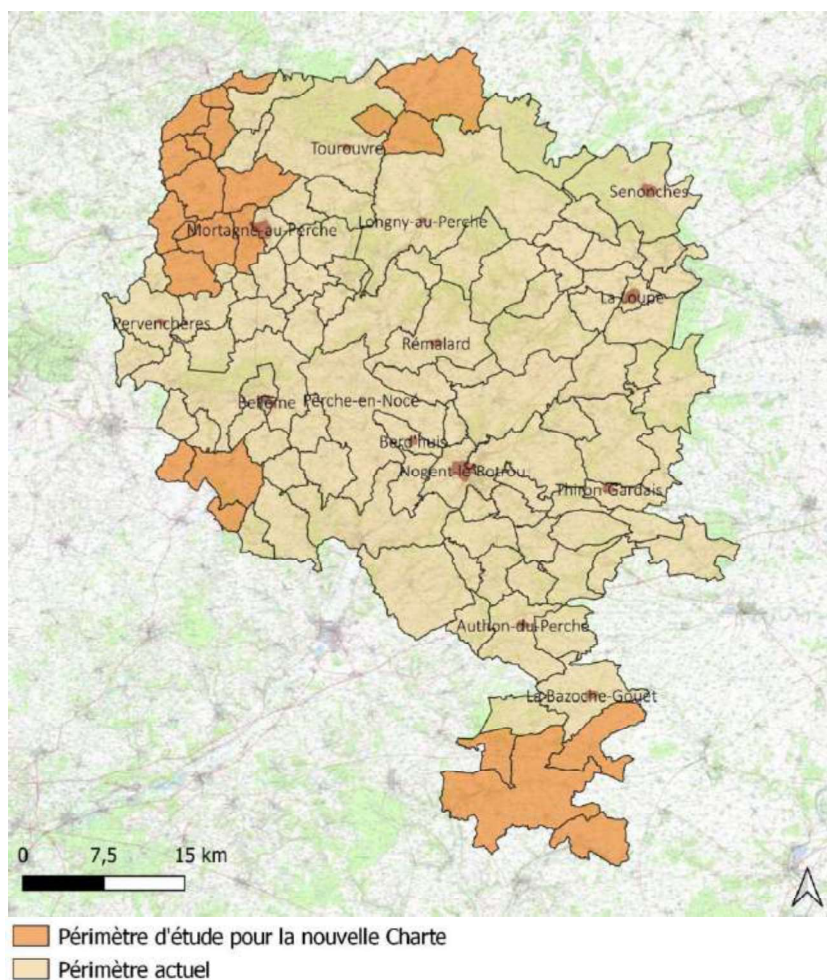 Tourouvre
Senonches
Mortagne-au-Perche
Longny-au-Perche
La Loupe
Pervenchères
Rémalard
Bellême
Perche-en-Nocé
Berd'huis
Nogent-le-Rotrou
Thiron-Gardais
Authon-du-Perche
La Bazoche-Gouët
0 7,5 15 km
Périmètre d'étude pour la nouvelle Charte
Périmètre actuel